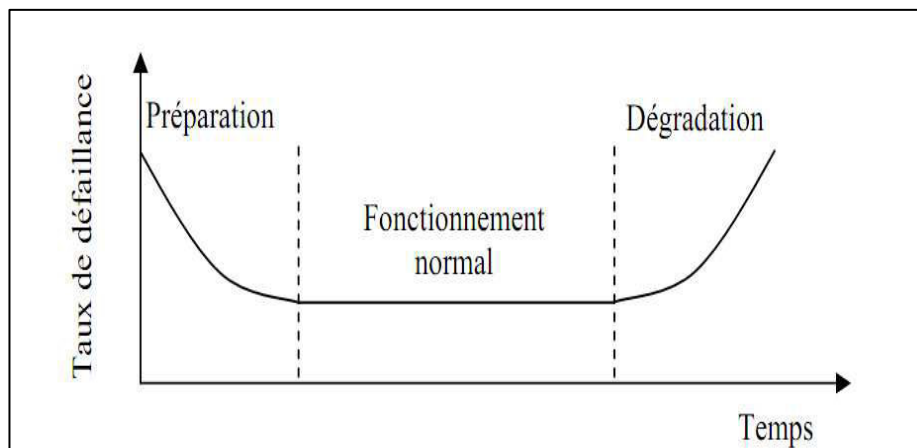 Taux de défaillance
Préparation
Fonctionnement
normal
Dégradation
Temps